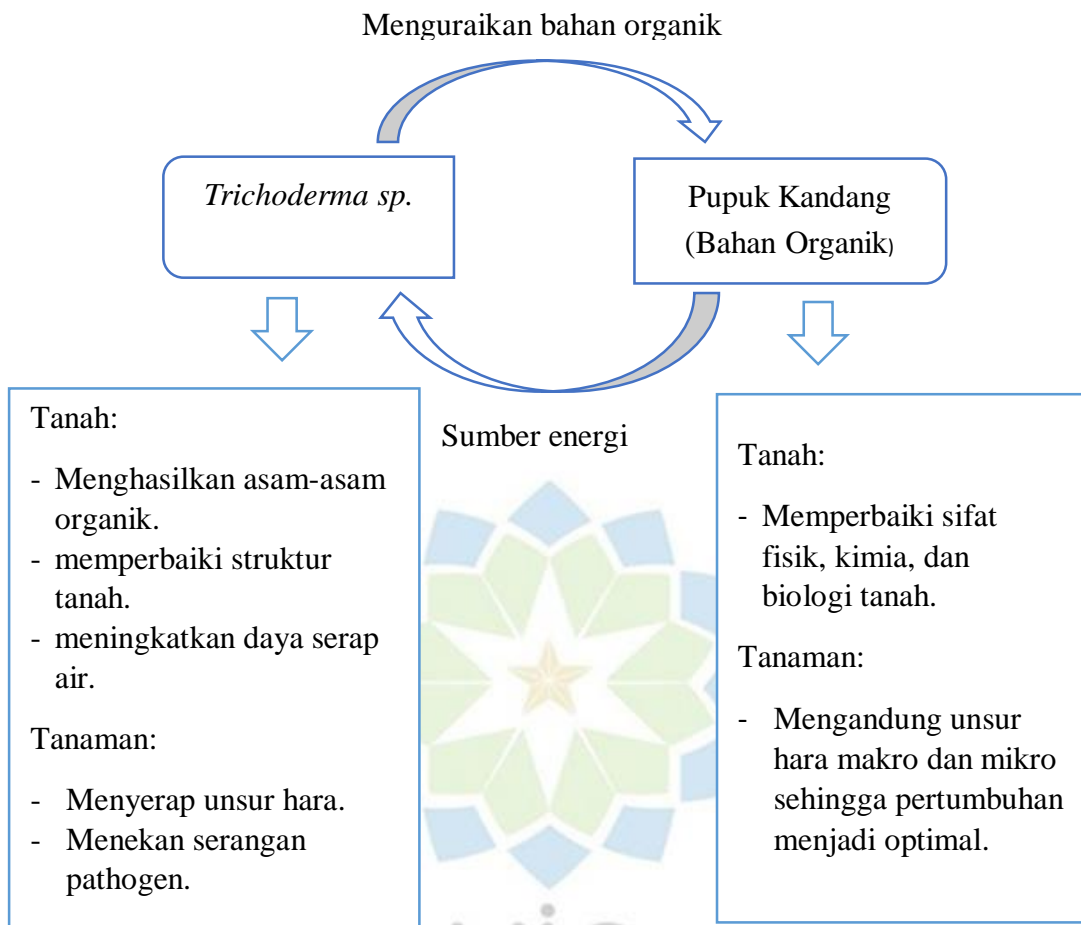 Menguraikan bahan organik
Trichoderma sp.
Pupuk Kandang
(Bahan Organik)
Sumber energi
Tanah:
- Menghasilkan asam-asam
organik.
- memperbaiki struktur
tanah.
- meningkatkan daya serap
air.
Tanaman:
- Menyerap unsur hara.
- Menekan serangan
pathogen.
Tanah:
- Memperbaiki sifat
fisik, kimia, dan
biologi tanah.
Tanaman:
- Mengandung unsur
hara makro dan mikro
sehingga pertumbuhan
menjadi optimal.